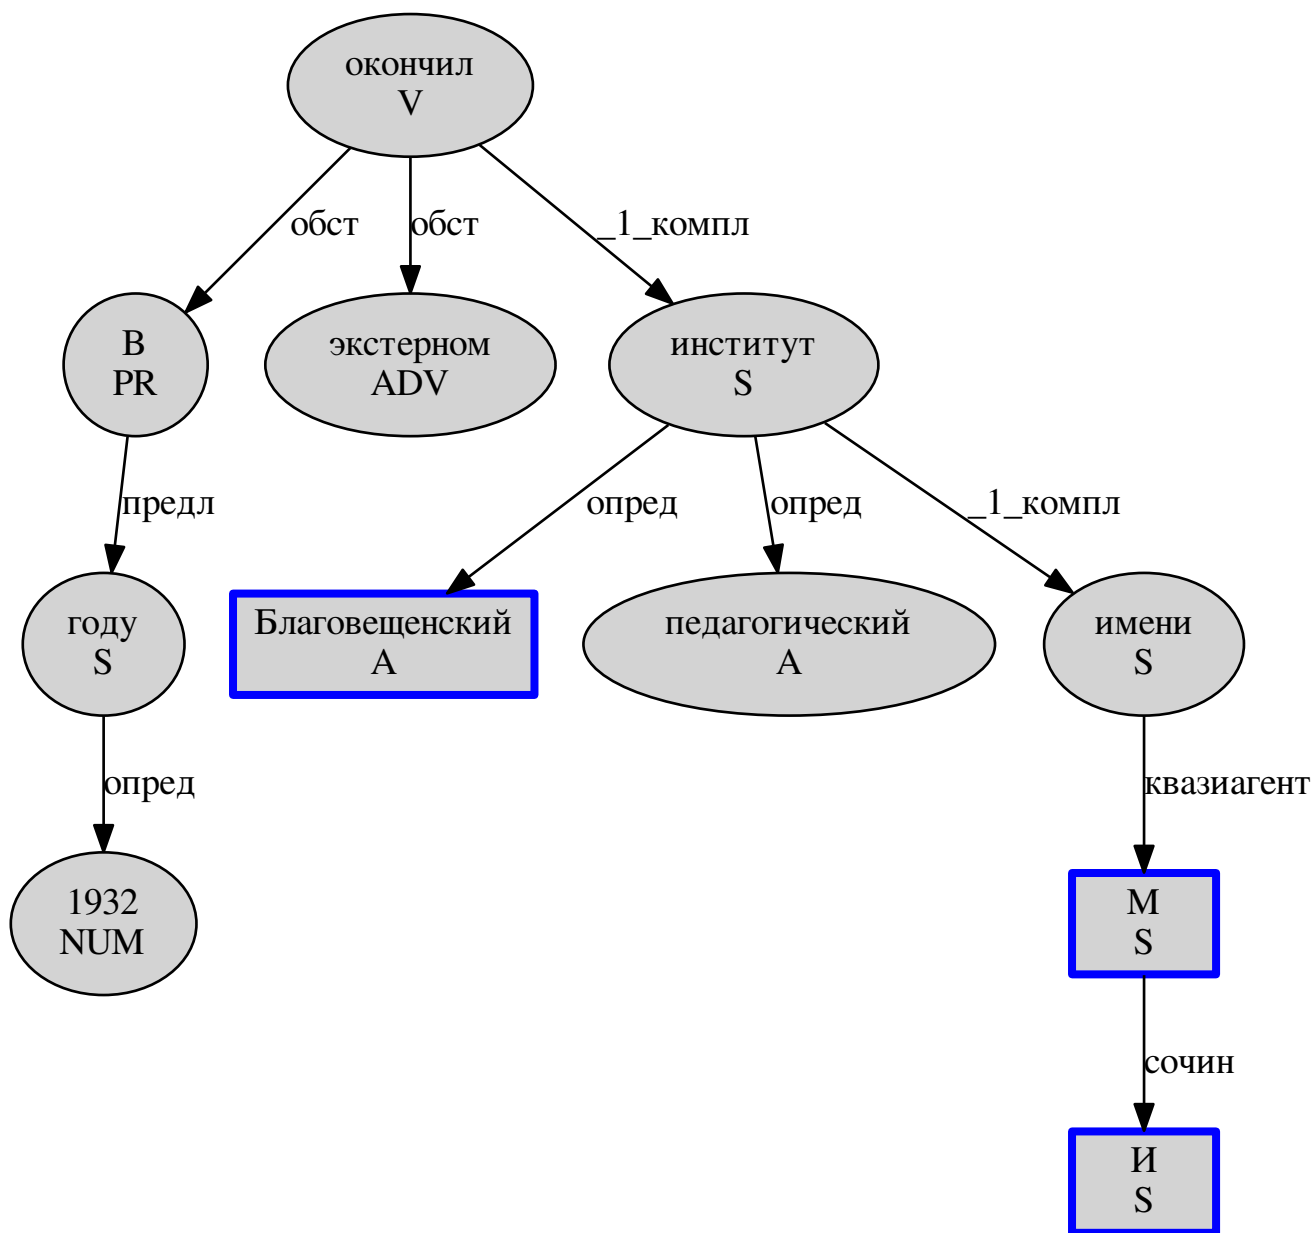 окончил
V
обст
обст
_1_компл
В
PR
экстерном
ADV
институт
S
предл
опред
опред
_1_компл
году
S
Благовещенский
A
педагогический
A
имени
S
опред
квазиагент
1932
NUM
М
S
сочин
И
S